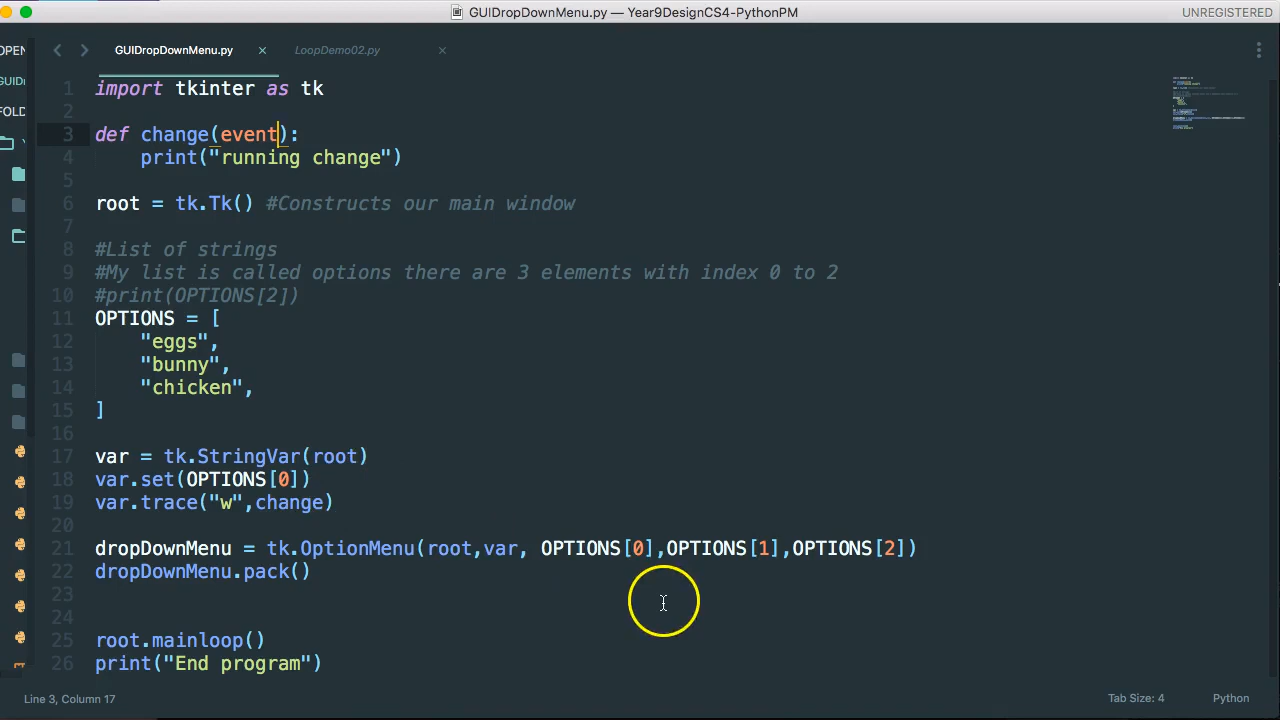 GUIDropDownMenu.py — Year9DesignCS4-PythonPM
UNREGISTERED
OPEN
GUIDropDownMenu.py
LoopDemo02.py
GUIDr
FOLD
1 import tkinter as tk
2
3 def change(event):
4 print("running change")
5
6 root = tk.Tk() #Constructs our main window
7
8 #List of strings
9 #My list is called options there are 3 elements with index 0 to 2
10 #print(OPTIONS[2])
11 OPTIONS = [
12 "eggs",
13 "bunny",
14 "chicken",
15 ]
16
17 var = tk.StringVar(root)
18 var.set(OPTIONS[0])
19 var.trace("w",change)
20
21 dropDownMenu = tk.OptionMenu(root,var, OPTIONS[0],OPTIONS[1],OPTIONS[2])
22 dropDownMenu.pack()
23
24
25 root.mainloop()
26 print("End program")
Line 3, Column 17
Tab Size: 4
Python